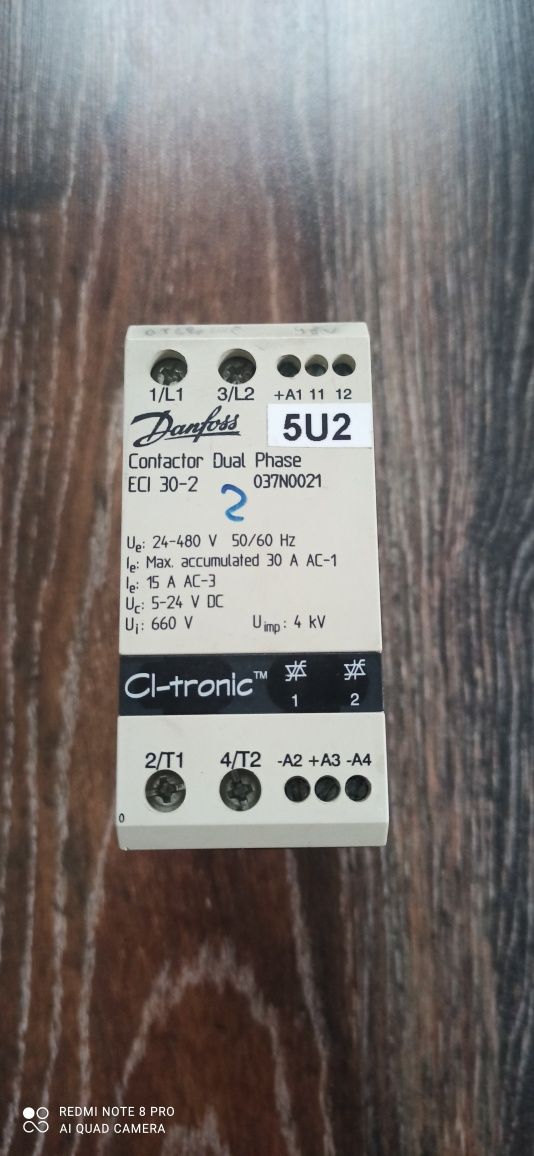 1/L1 3/L2 +A1 11 12
Danfoss 5U2
Contactor Dual Phase
ECI 30-2 037N0021
2
Ue: 24-480 V 50/60 Hz
Ie: Max. accumulated 30 A AC-1
Ie: 15 A AC-3
Uc: 5-24 V DC
Ui: 660 V Uimp: 4 kV
CI-tronic™ 1 2
2/T1 4/T2 -A2 +A3 -A4
0
REDMI NOTE 8 PRO
AI QUAD CAMERA